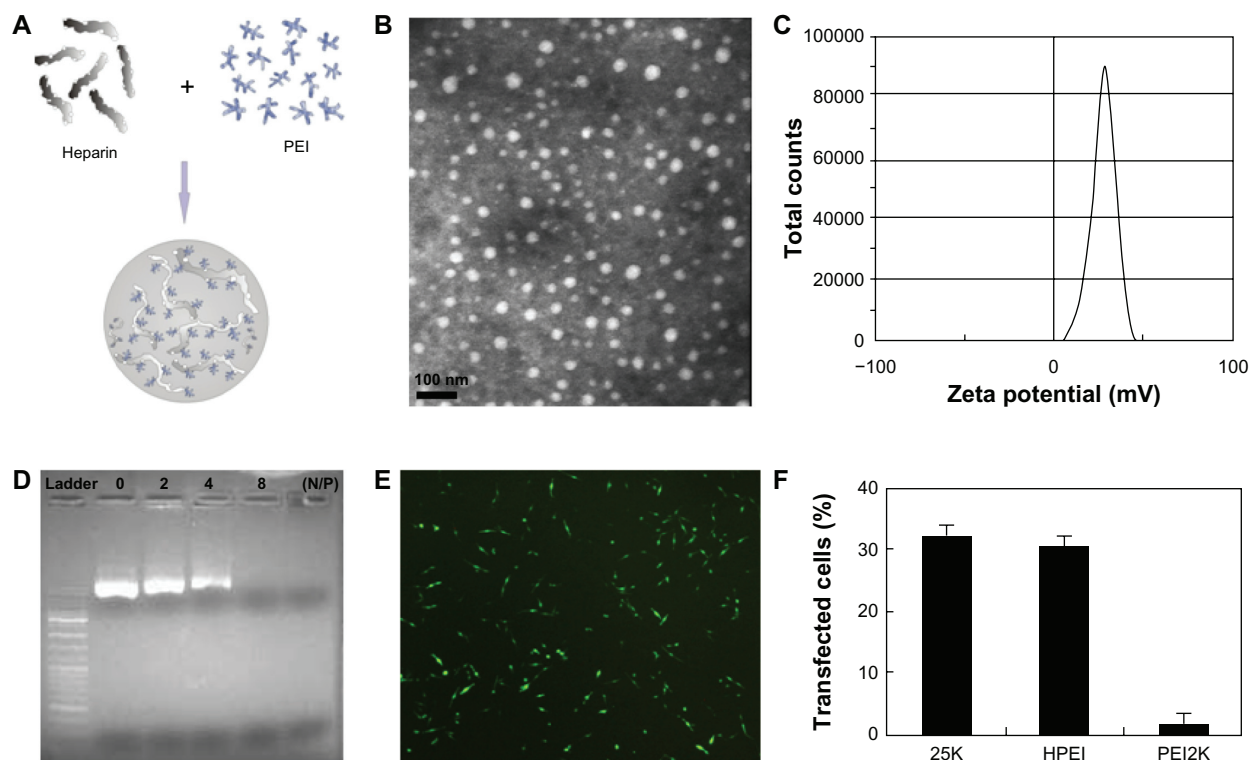 A
Heparin
+
PEI
B
100 nm
C
Total counts
100000
80000
60000
40000
20000
0
−100
0
100
Zeta potential (mV)
D
Ladder 0 2 4 8 (N/P)
E
F
Transfected cells (%)
40
30
20
10
0
25K HPEI PEI2K